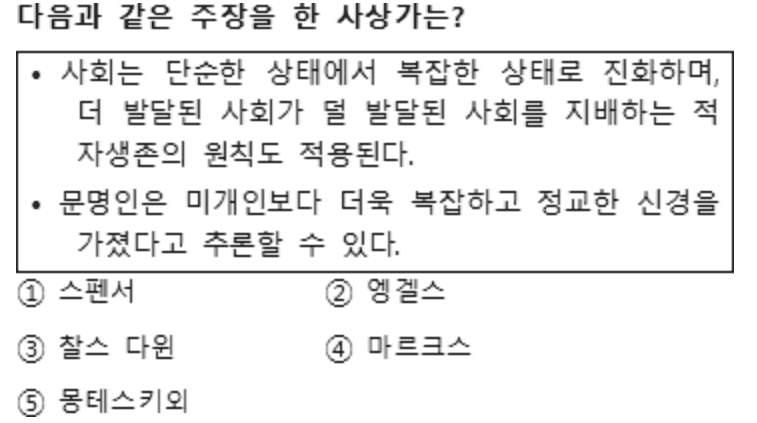 다음과 같은 주장을 한 사상가는?
• 사회는 단순한 상태에서 복잡한 상태로 진화하며,
더 발달된 사회가 덜 발달된 사회를 지배하는 적
자생존의 원칙도 적용된다.
• 문명인은 미개인보다 더욱 복잡하고 정교한 신경을
가졌다고 추론할 수 있다.
① 스펜서 ② 엥겔스
③ 찰스 다윈 ④ 마르크스
⑤ 몽테스키외